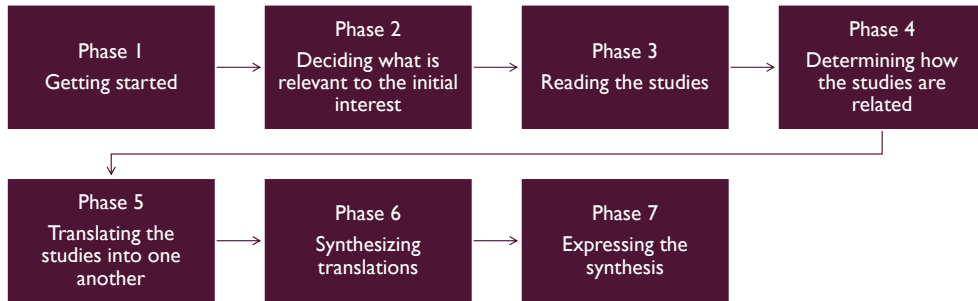 Phase 1
Getting started
Phase 2
Deciding what is
relevant to the initial
interest
Phase 3
Reading the studies
Phase 4
Determining how
the studies are
related
Phase 5
Translating the
studies into one
another
Phase 6
Synthesizing
translations
Phase 7
Expressing the
synthesis